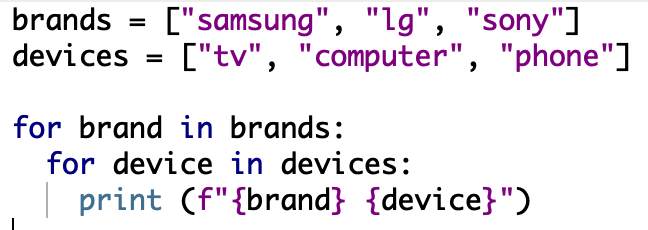 brands = ["samsung", "lg", "sony"]
devices = ["tv", "computer", "phone"]

for brand in brands:
  for device in devices:
    print (f"{brand} {device}")